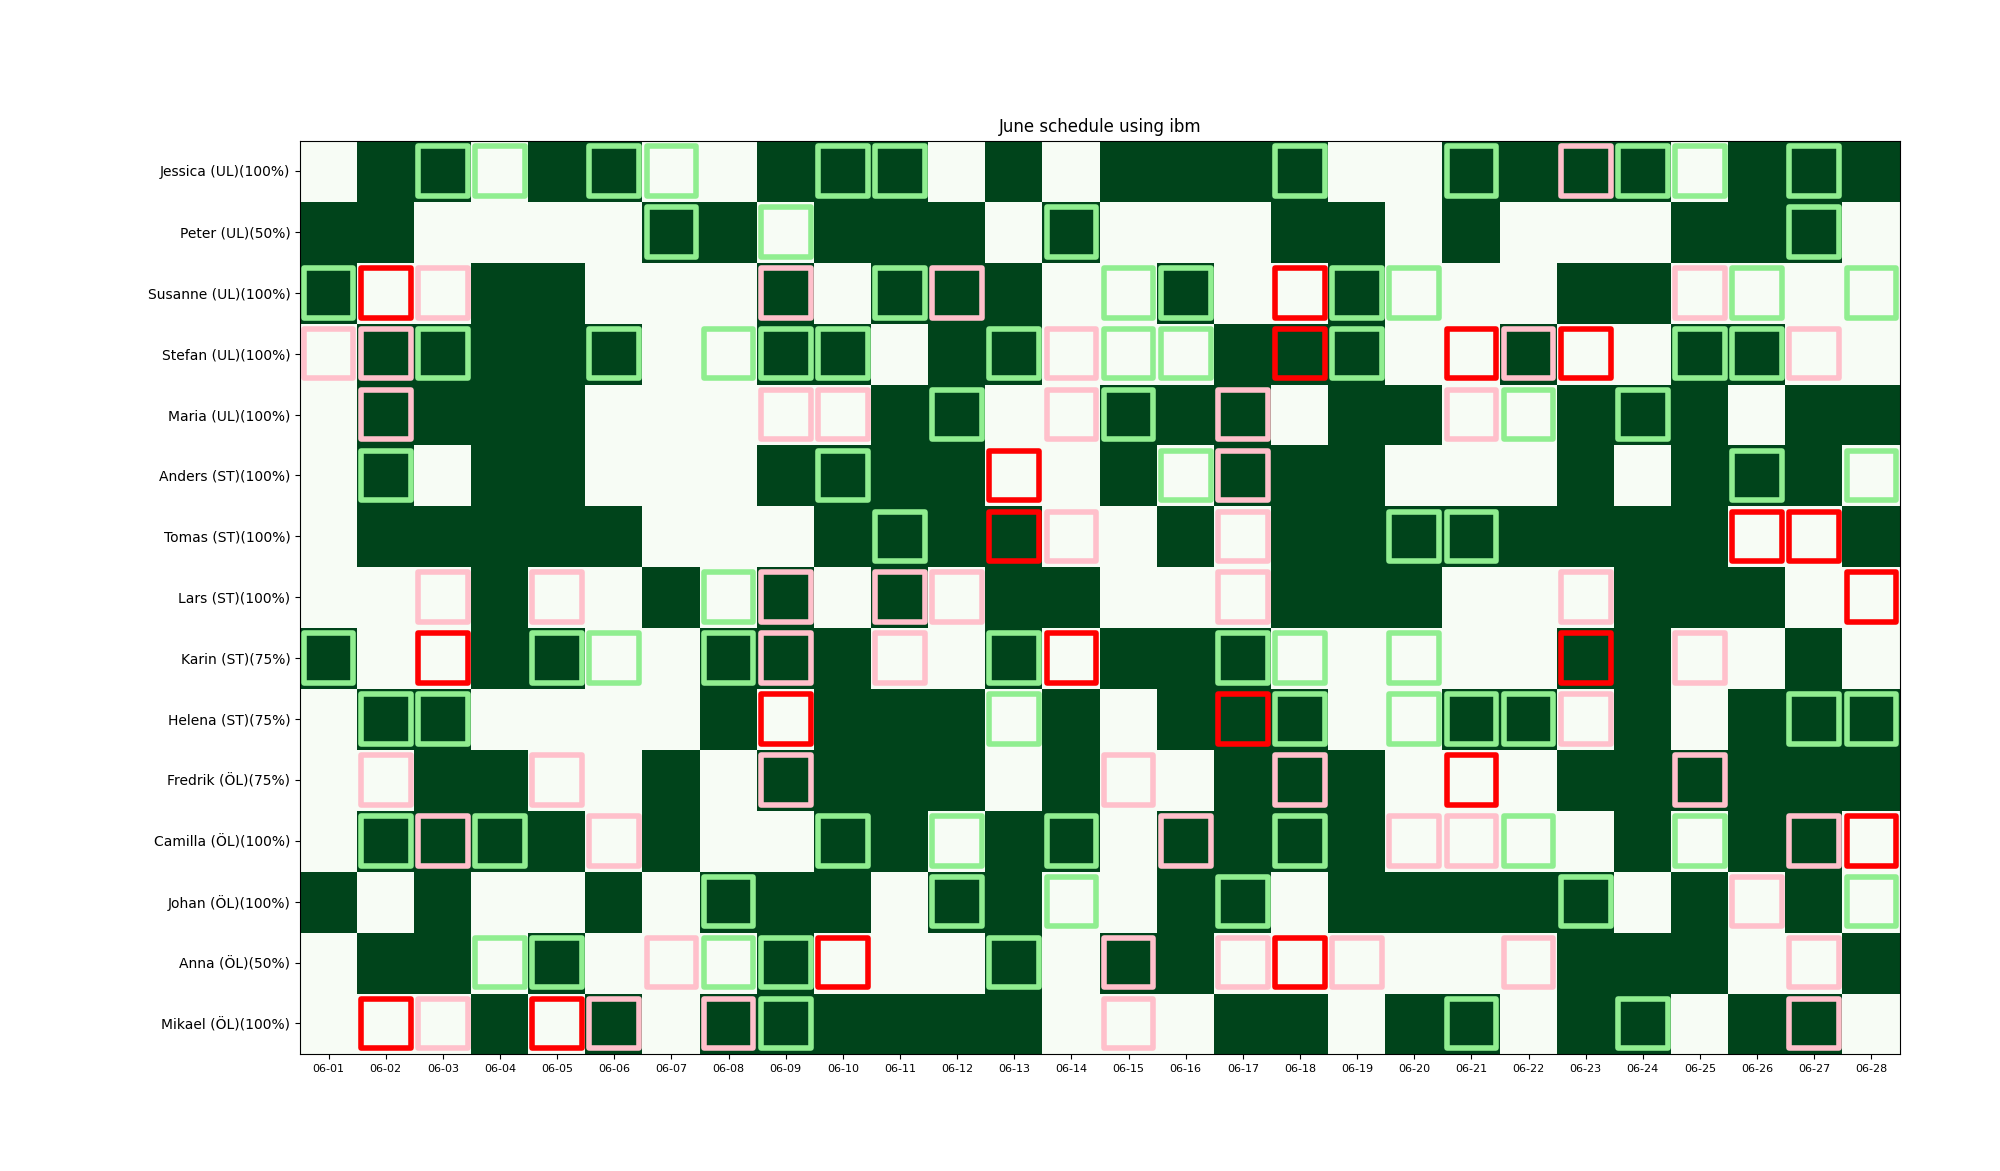 June schedule using ibm
Jessica (UL)(100%)
Peter (UL)(50%)
Susanne (UL)(100%)
Stefan (UL)(100%)
Maria (UL)(100%)
Anders (ST)(100%)
Tomas (ST)(100%)
Lars (ST)(100%)
Karin (ST)(75%)
Helena (ST)(75%)
Fredrik (ÖL)(75%)
Camilla (ÖL)(100%)
Johan (ÖL)(100%)
Anna (ÖL)(50%)
Mikael (ÖL)(100%)
06-01 06-02 06-03 06-04 06-05 06-06 06-07 06-08 06-09 06-10 06-11 06-12 06-13 06-14 06-15 06-16 06-17 06-18 06-19 06-20 06-21 06-22 06-23 06-24 06-25 06-26 06-27 06-28